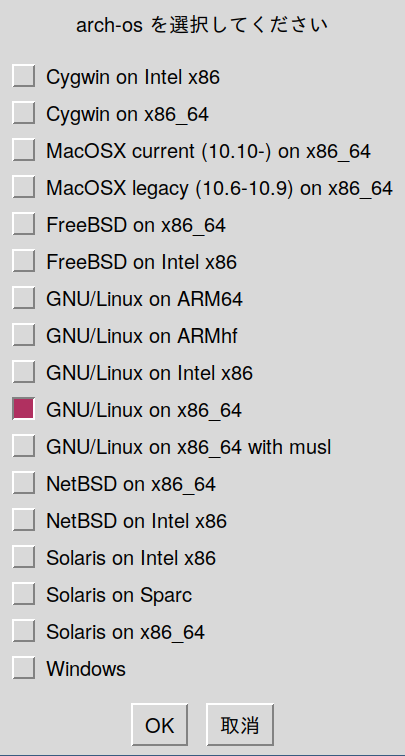 arch-os を選択してください
Cygwin on Intel x86
Cygwin on x86_64
MacOSX current (10.10-) on x86_64
MacOSX legacy (10.6-10.9) on x86_64
FreeBSD on x86_64
FreeBSD on Intel x86
GNU/Linux on ARM64
GNU/Linux on ARMhf
GNU/Linux on Intel x86
GNU/Linux on x86_64
GNU/Linux on x86_64 with musl
NetBSD on x86_64
NetBSD on Intel x86
Solaris on Intel x86
Solaris on Sparc
Solaris on x86_64
Windows
OK 取消